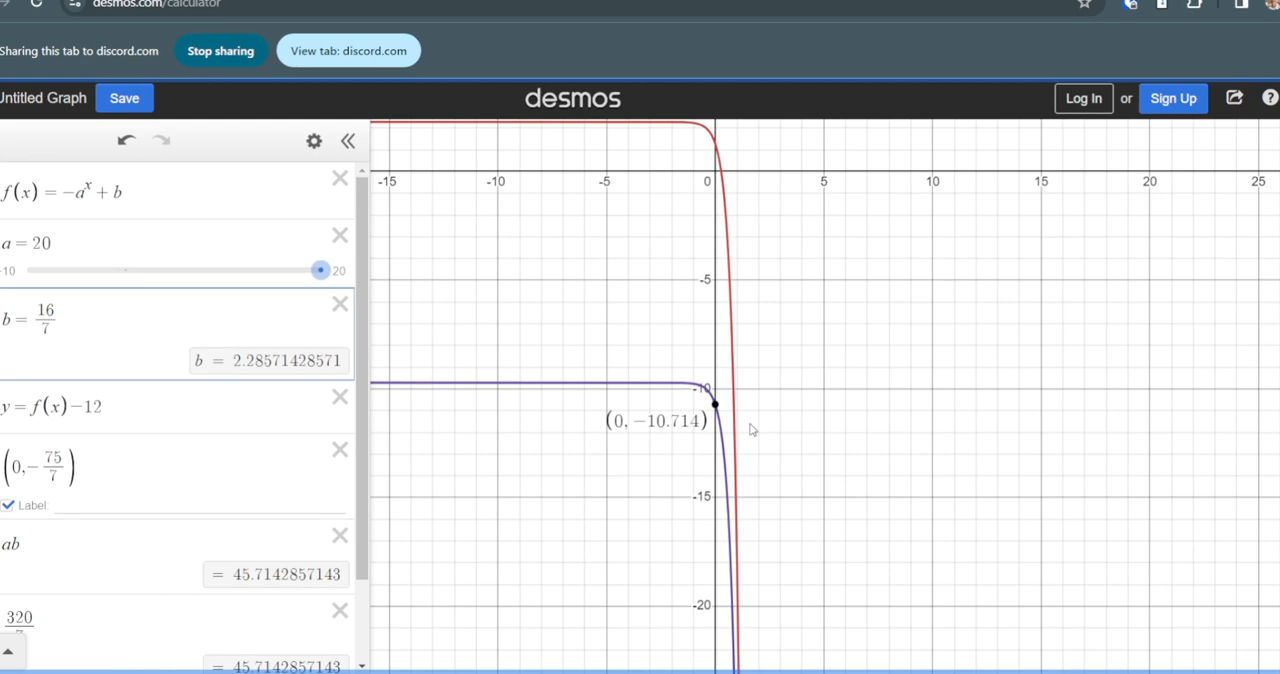 desmos.com/calculator
Sharing this tab to discord.com
Stop sharing
View tab: discord.com
Untitled Graph
Save
desmos
Log In
or
Sign Up
?
f(x) = −a^x + b
a = 20
-10
20
b = 16/7
b = 2.28571428571
y = f(x) −12
(0, −75/7)
Label:
ab
= 45.7142857143
320
= 45.7142857143
-15
-10
-5
0
5
10
15
20
25
-5
-10
(0, −10.714)
-15
-20